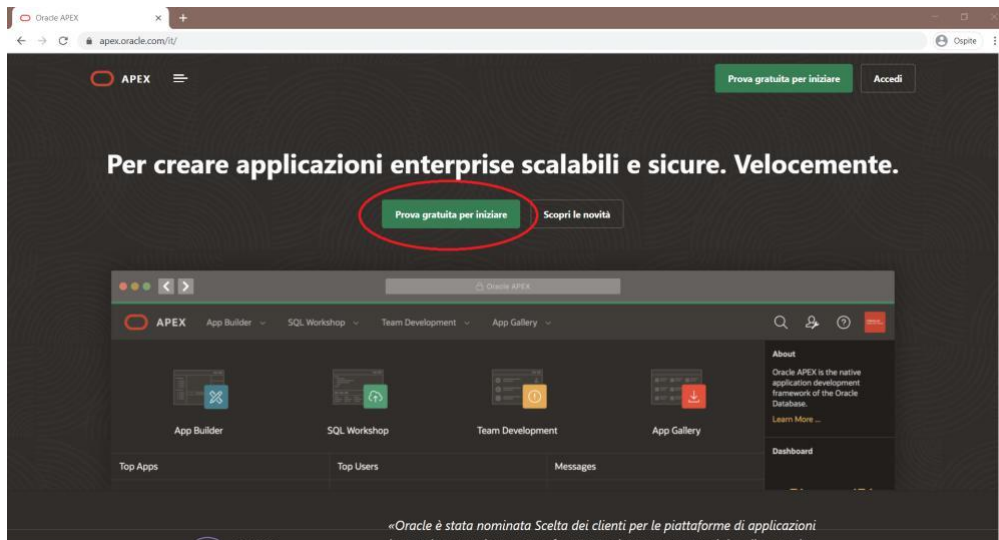 Oracle APEX
apex.oracle.com/it/
Ospite
APEX
Prova gratuita per iniziare
Accedi
Per creare applicazioni enterprise scalabili e sicure. Velocemente.
Prova gratuita per iniziare
Scopri le novità
Oracle APEX
APEX
App Builder
SQL Workshop
Team Development
App Gallery
App Builder
SQL Workshop
Team Development
App Gallery
About
Oracle APEX is the native
application development
framework of the Oracle
Database.
Learn More ...
Dashboard
Top Apps
Top Users
Messages
«Oracle è stata nominata Scelta dei clienti per le piattaforme di applicazioni